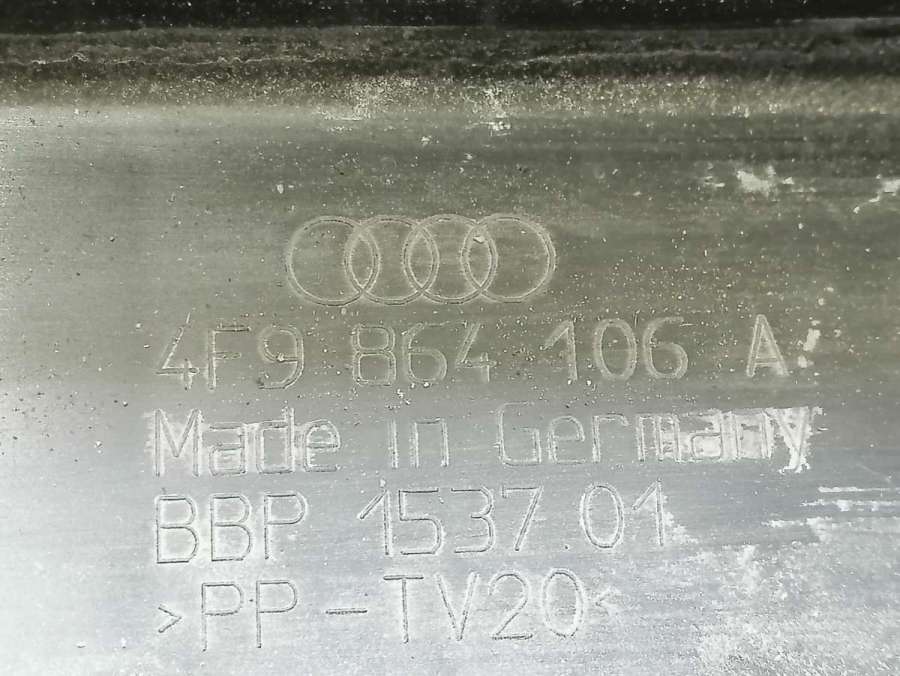 4F9 864 106 A
Made in Germany
BBP 1537.01
>PP-TV20<